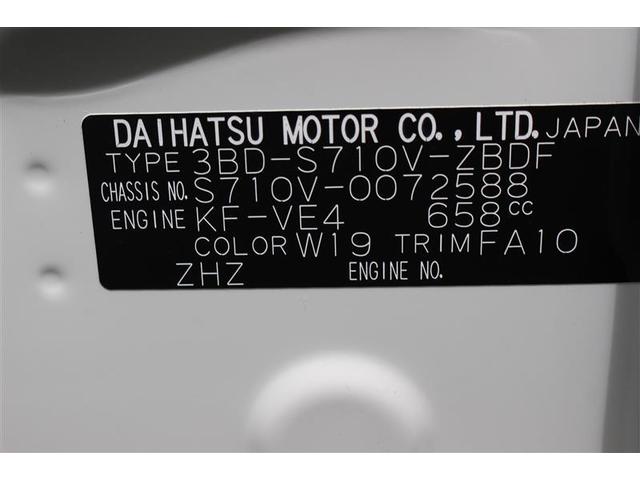 DAIHATSU MOTOR CO.,LTD. JAPAN
TYPE 3BD-S710V-ZBDF
CHASSIS NO. S710V-0072588
ENGINE KF-VE4 658cc
COLOR W19 TRIM FA10
ZHZ ENGINE NO.